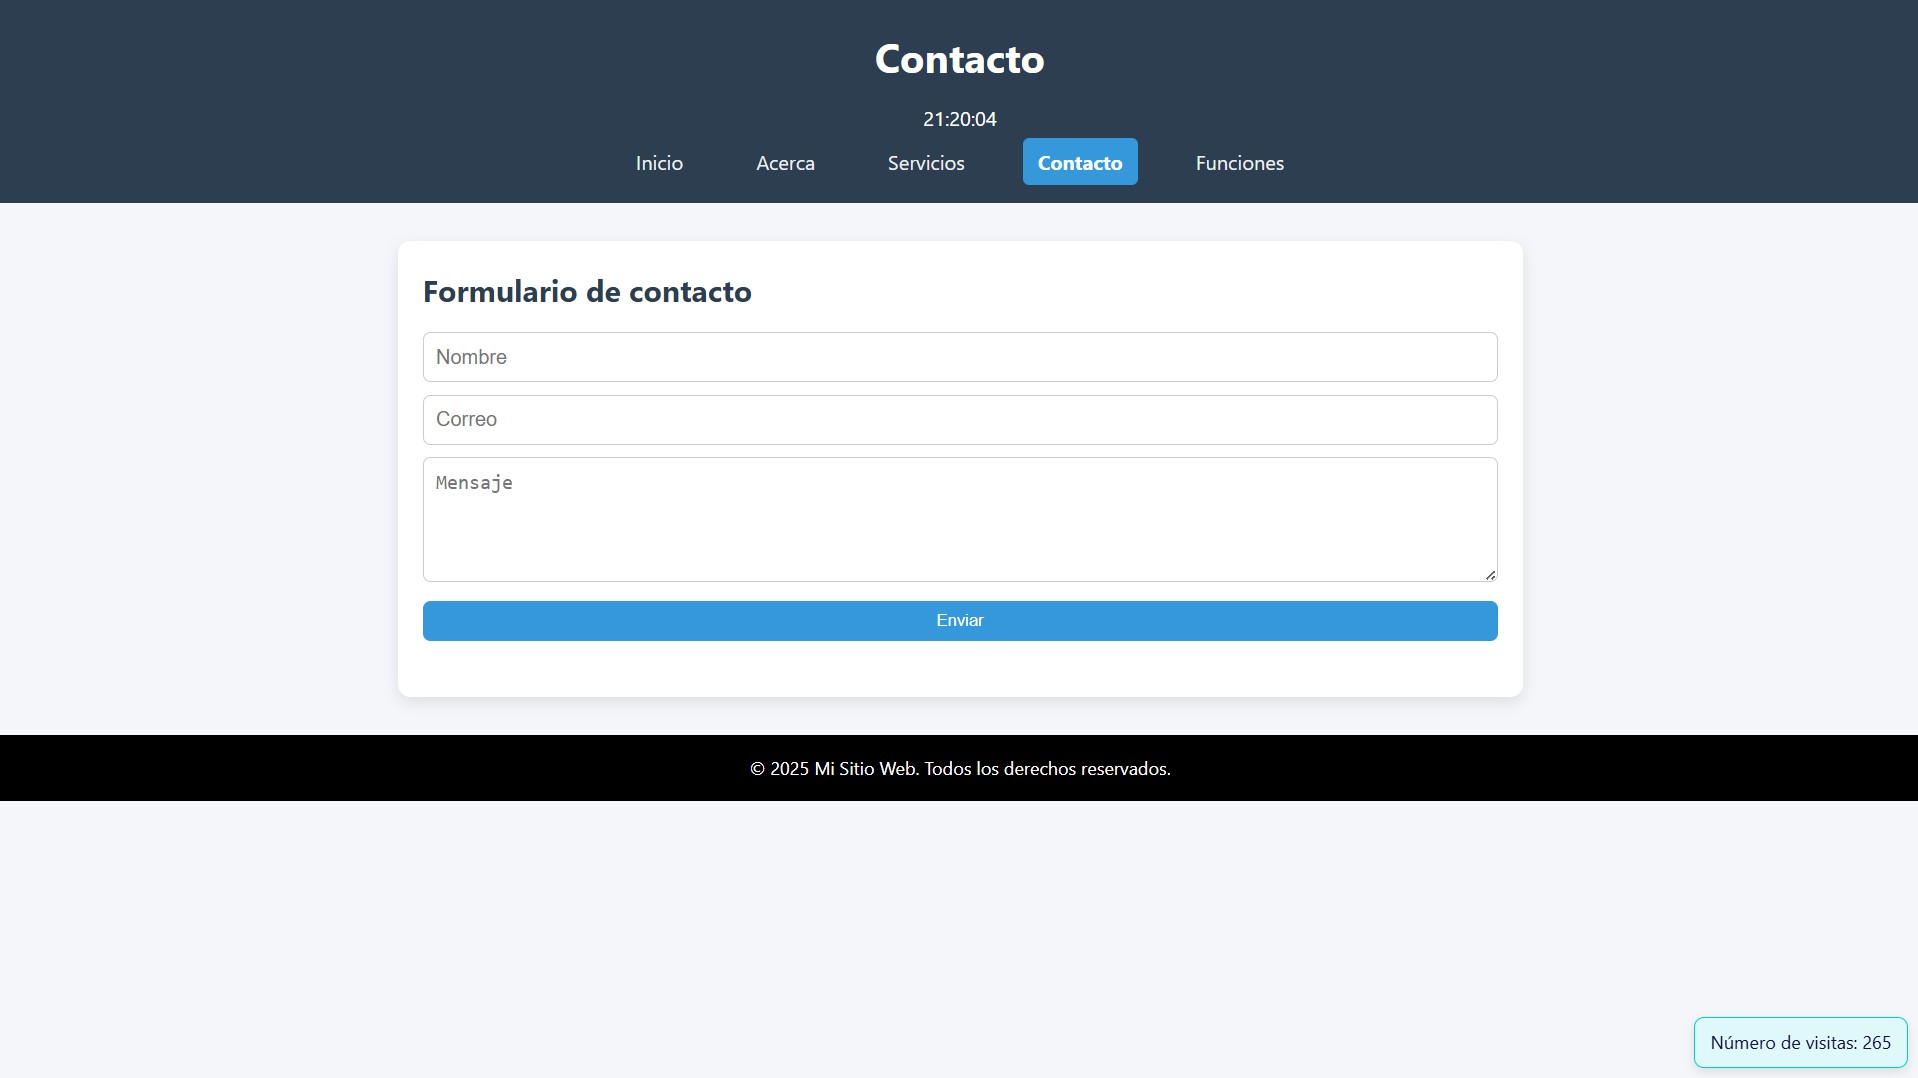 Contacto
21:20:04
Inicio Acerca Servicios Contacto Funciones
Formulario de contacto
Nombre
Correo
Mensaje
Enviar
© 2025 Mi Sitio Web. Todos los derechos reservados.
Número de visitas: 265